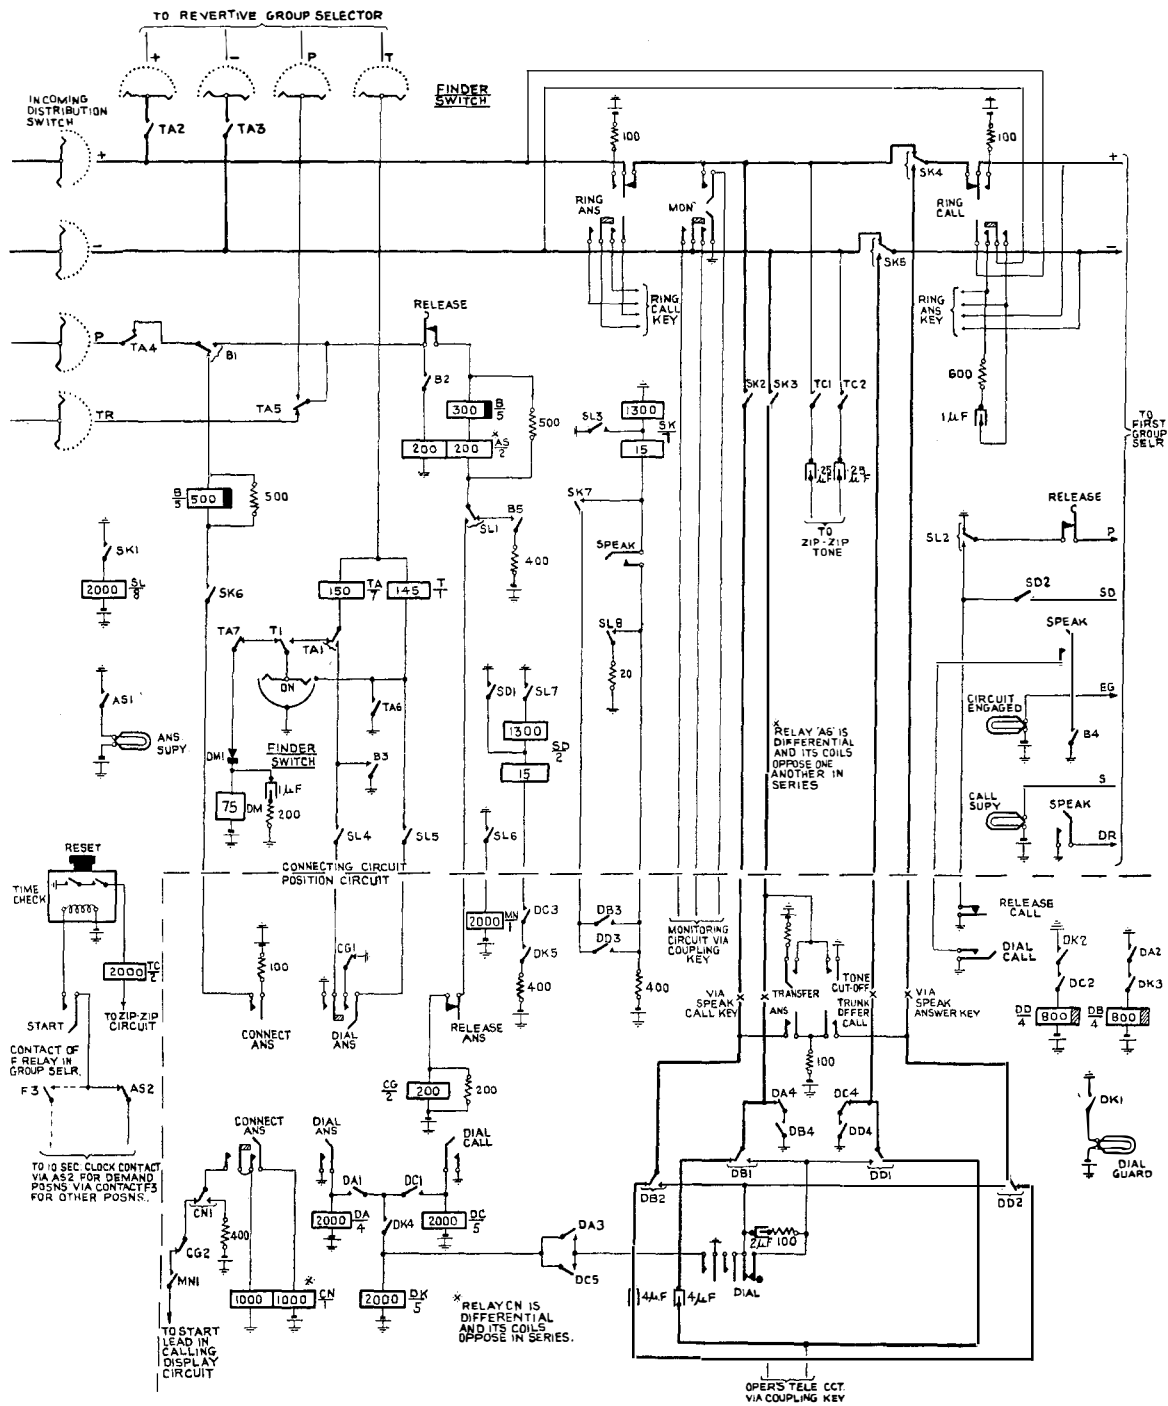 TO REVERTIVE GROUP SELECTOR
+
−
P
T
INCOMING
DISTRIBUTION
SWITCH
FINDER
SWITCH
TA2
TA3
100
100
+
+
SK4
RING
ANS
MON
RING
CALL
−
−
SK5
RING
CALL
KEY
RING
ANS
KEY
RELEASE
P
TA4
B1
B2
600
SK2
SK3
TC1
TC2
300
B/5
500
SL3
1300
SK/7
15
1µF
TO
FIRST
GROUP
SELR
TR
TA5
200
200
×
AS/2
.25
µF
.25
µF
B/5
500
500
SK7
SL1
B5
RELEASE
P
TO
ZIP-ZIP
TONE
SK1
400
SPEAK
SL2
2000
SL/8
SK6
150
TA/7
145
T/1
SD2
SD
TA7
T1
TA1
SL8
SPEAK
ON
20
AS1
TA6
SD1
SL7
EG
CIRCUIT
ENGAGED
ANS.
SUPY.
1300
SD/2
15
× RELAY 'AS' IS
DIFFERENTIAL
AND ITS COILS
OPPOSE ONE
ANOTHER IN
SERIES
DM1
FINDER
SWITCH
B3
B4
1µF
75
DM
200
S
CALL
SUPY
SPEAK
SL4
SL5
SL6
DR
RESET
CONNECTING CIRCUIT
POSITION CIRCUIT
TIME
CHECK
2000
MN/1
DC3
DB3
RELEASE
CALL
CG1
DD3
MONITORING
CIRCUIT VIA
COUPLING
KEY
DIAL
CALL
DK2
DA2
2000
TC/2
100
DK5
400
400
VIA
SPEAK
CALL KEY
TRANSFER
TONE
CUT-OFF
TRUNK
OFFER
CALL
ANS
VIA
SPEAK
ANSWER KEY
DC2
DK3
START
TO ZIP-ZIP
CIRCUIT
CONNECT
ANS
DIAL
ANS
RELEASE
ANS
DD/4
800
DB/4
800
CONTACT OF
F RELAY IN
GROUP SELR.
100
F3
AS2
CG/2
200
200
DA4
DC4
DK1
CONNECT
ANS
DIAL
ANS
DIAL
CALL
DB4
DD4
DIAL
GUARD
TO 10 SEC. CLOCK CONTACT
VIA AS2 FOR DEMAND
POSNS VIA CONTACT F3
FOR OTHER POSNS.
DB1
DD1
DA1
DC1
DB2
DD2
CN1
400
2000
DA/4
DK4
2000
DC/5
DA3
2µF
100
CG2
DC5
DIAL
MN1
1000
1000
×
CN/1
2000
DK/5
4µF
4µF
× RELAY CN IS
DIFFERENTIAL
AND ITS COILS
OPPOSE IN SERIES.
TO START
LEAD IN
CALLING
DISPLAY
CIRCUIT
OPER'S TELE CCT.
VIA COUPLING KEY